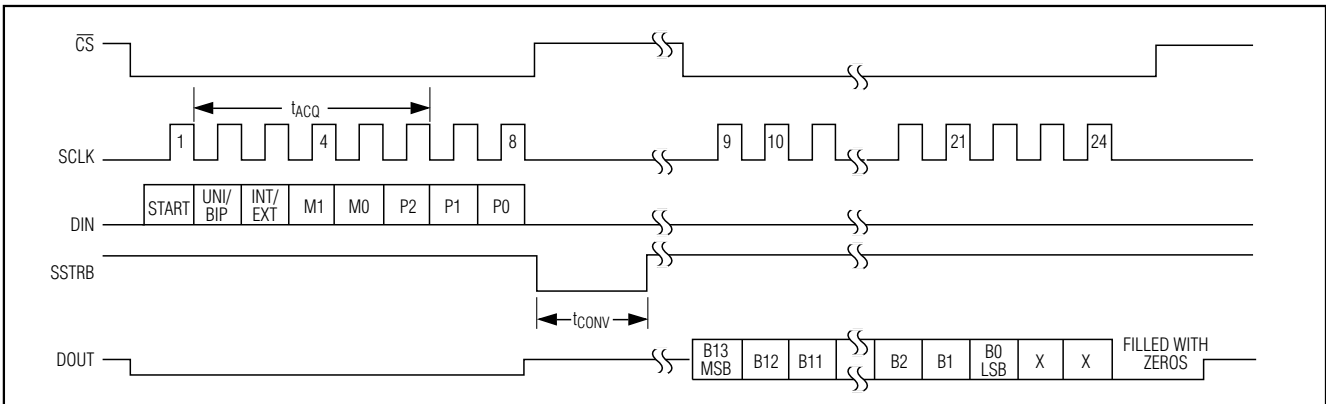 CS
tACQ
SCLK
1
4
8
9
10
21
24
DIN
START
UNI/
BIP
INT/
EXT
M1
M0
P2
P1
P0
SSTRB
tCONV
DOUT
B13
MSB
B12
B11
B2
B1
B0
LSB
X
X
FILLED WITH
ZEROS